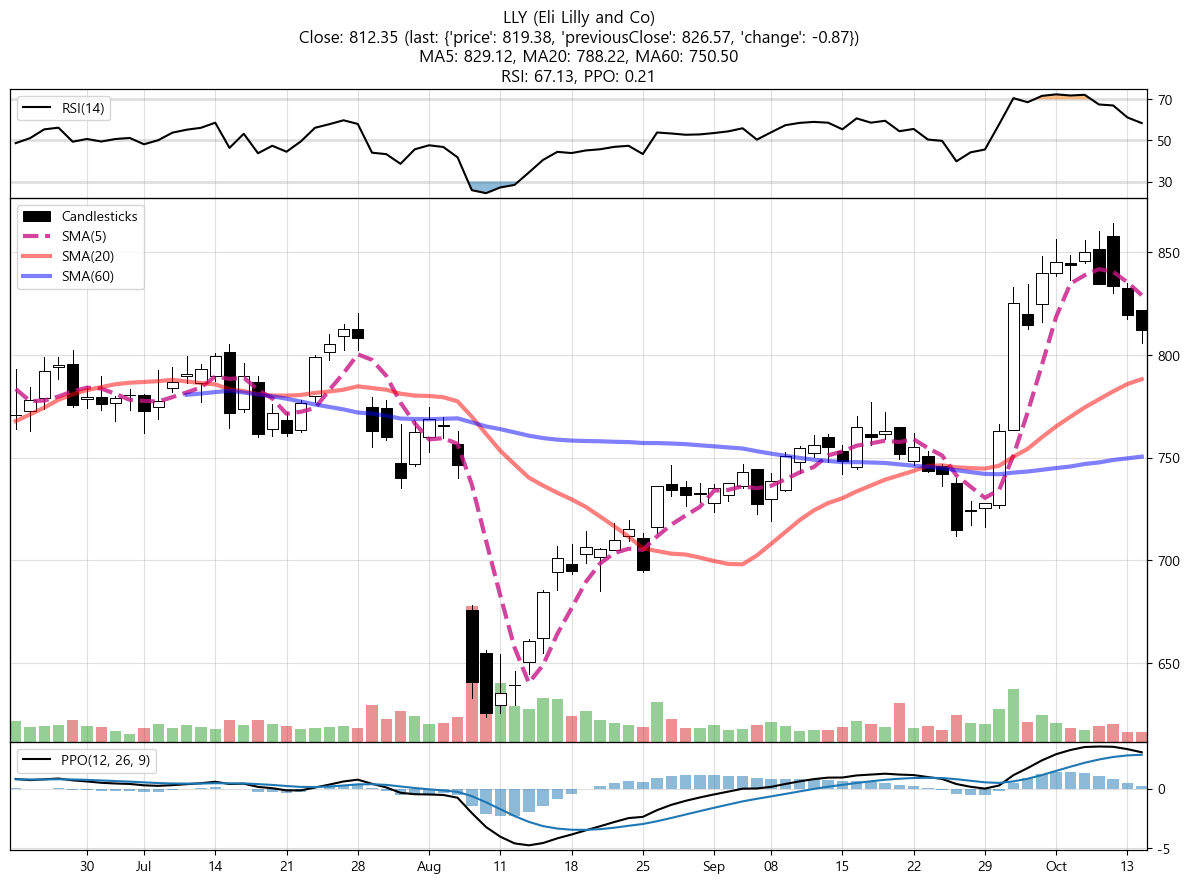 LLY (Eli Lilly and Co)
Close: 812.35 (last: {'price': 819.38, 'previousClose': 826.57, 'change': -0.87})
MA5: 829.12, MA20: 788.22, MA60: 750.50
RSI: 67.13, PPO: 0.21
RSI(14)
70
50
30
Candlesticks
SMA(5)
SMA(20)
SMA(60)
850
800
750
700
650
PPO(12, 26, 9)
0
-5
30 Jul 14 21 28 Aug 11 18 25 Sep 08 15 22 29 Oct 13